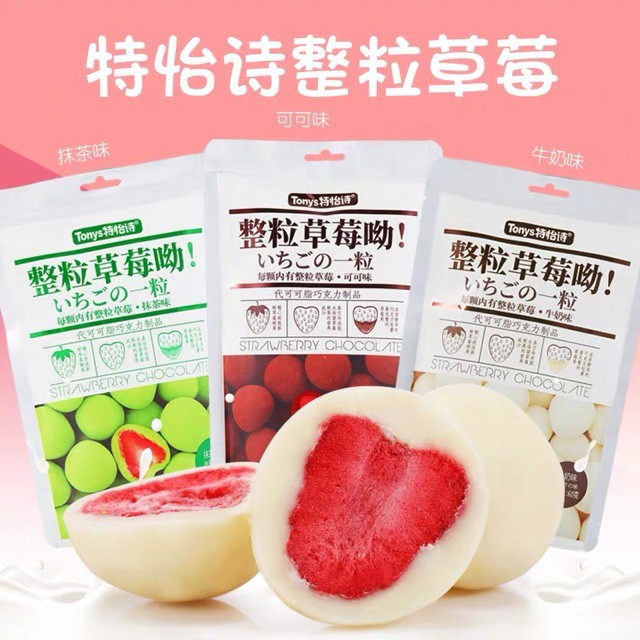 特怡诗整粒草莓
可可味
抹茶味
牛奶味
Tonys特怡诗®
整粒草莓呦!
いちごの一粒
每颗内有整粒草莓·抹茶味
代可可脂巧克力制品
STRAWBERRY CHOCOLATE
Tonys特怡诗®
整粒草莓呦!
いちごの一粒
每颗内有整粒草莓·可可味
代可可脂巧克力制品
STRAWBERRY CHOCOLATE
Tonys特怡诗®
整粒草莓呦!
いちごの一粒
每颗内有整粒草莓·牛奶味
代可可脂巧克力制品
STRAWBERRY CHOCOLATE